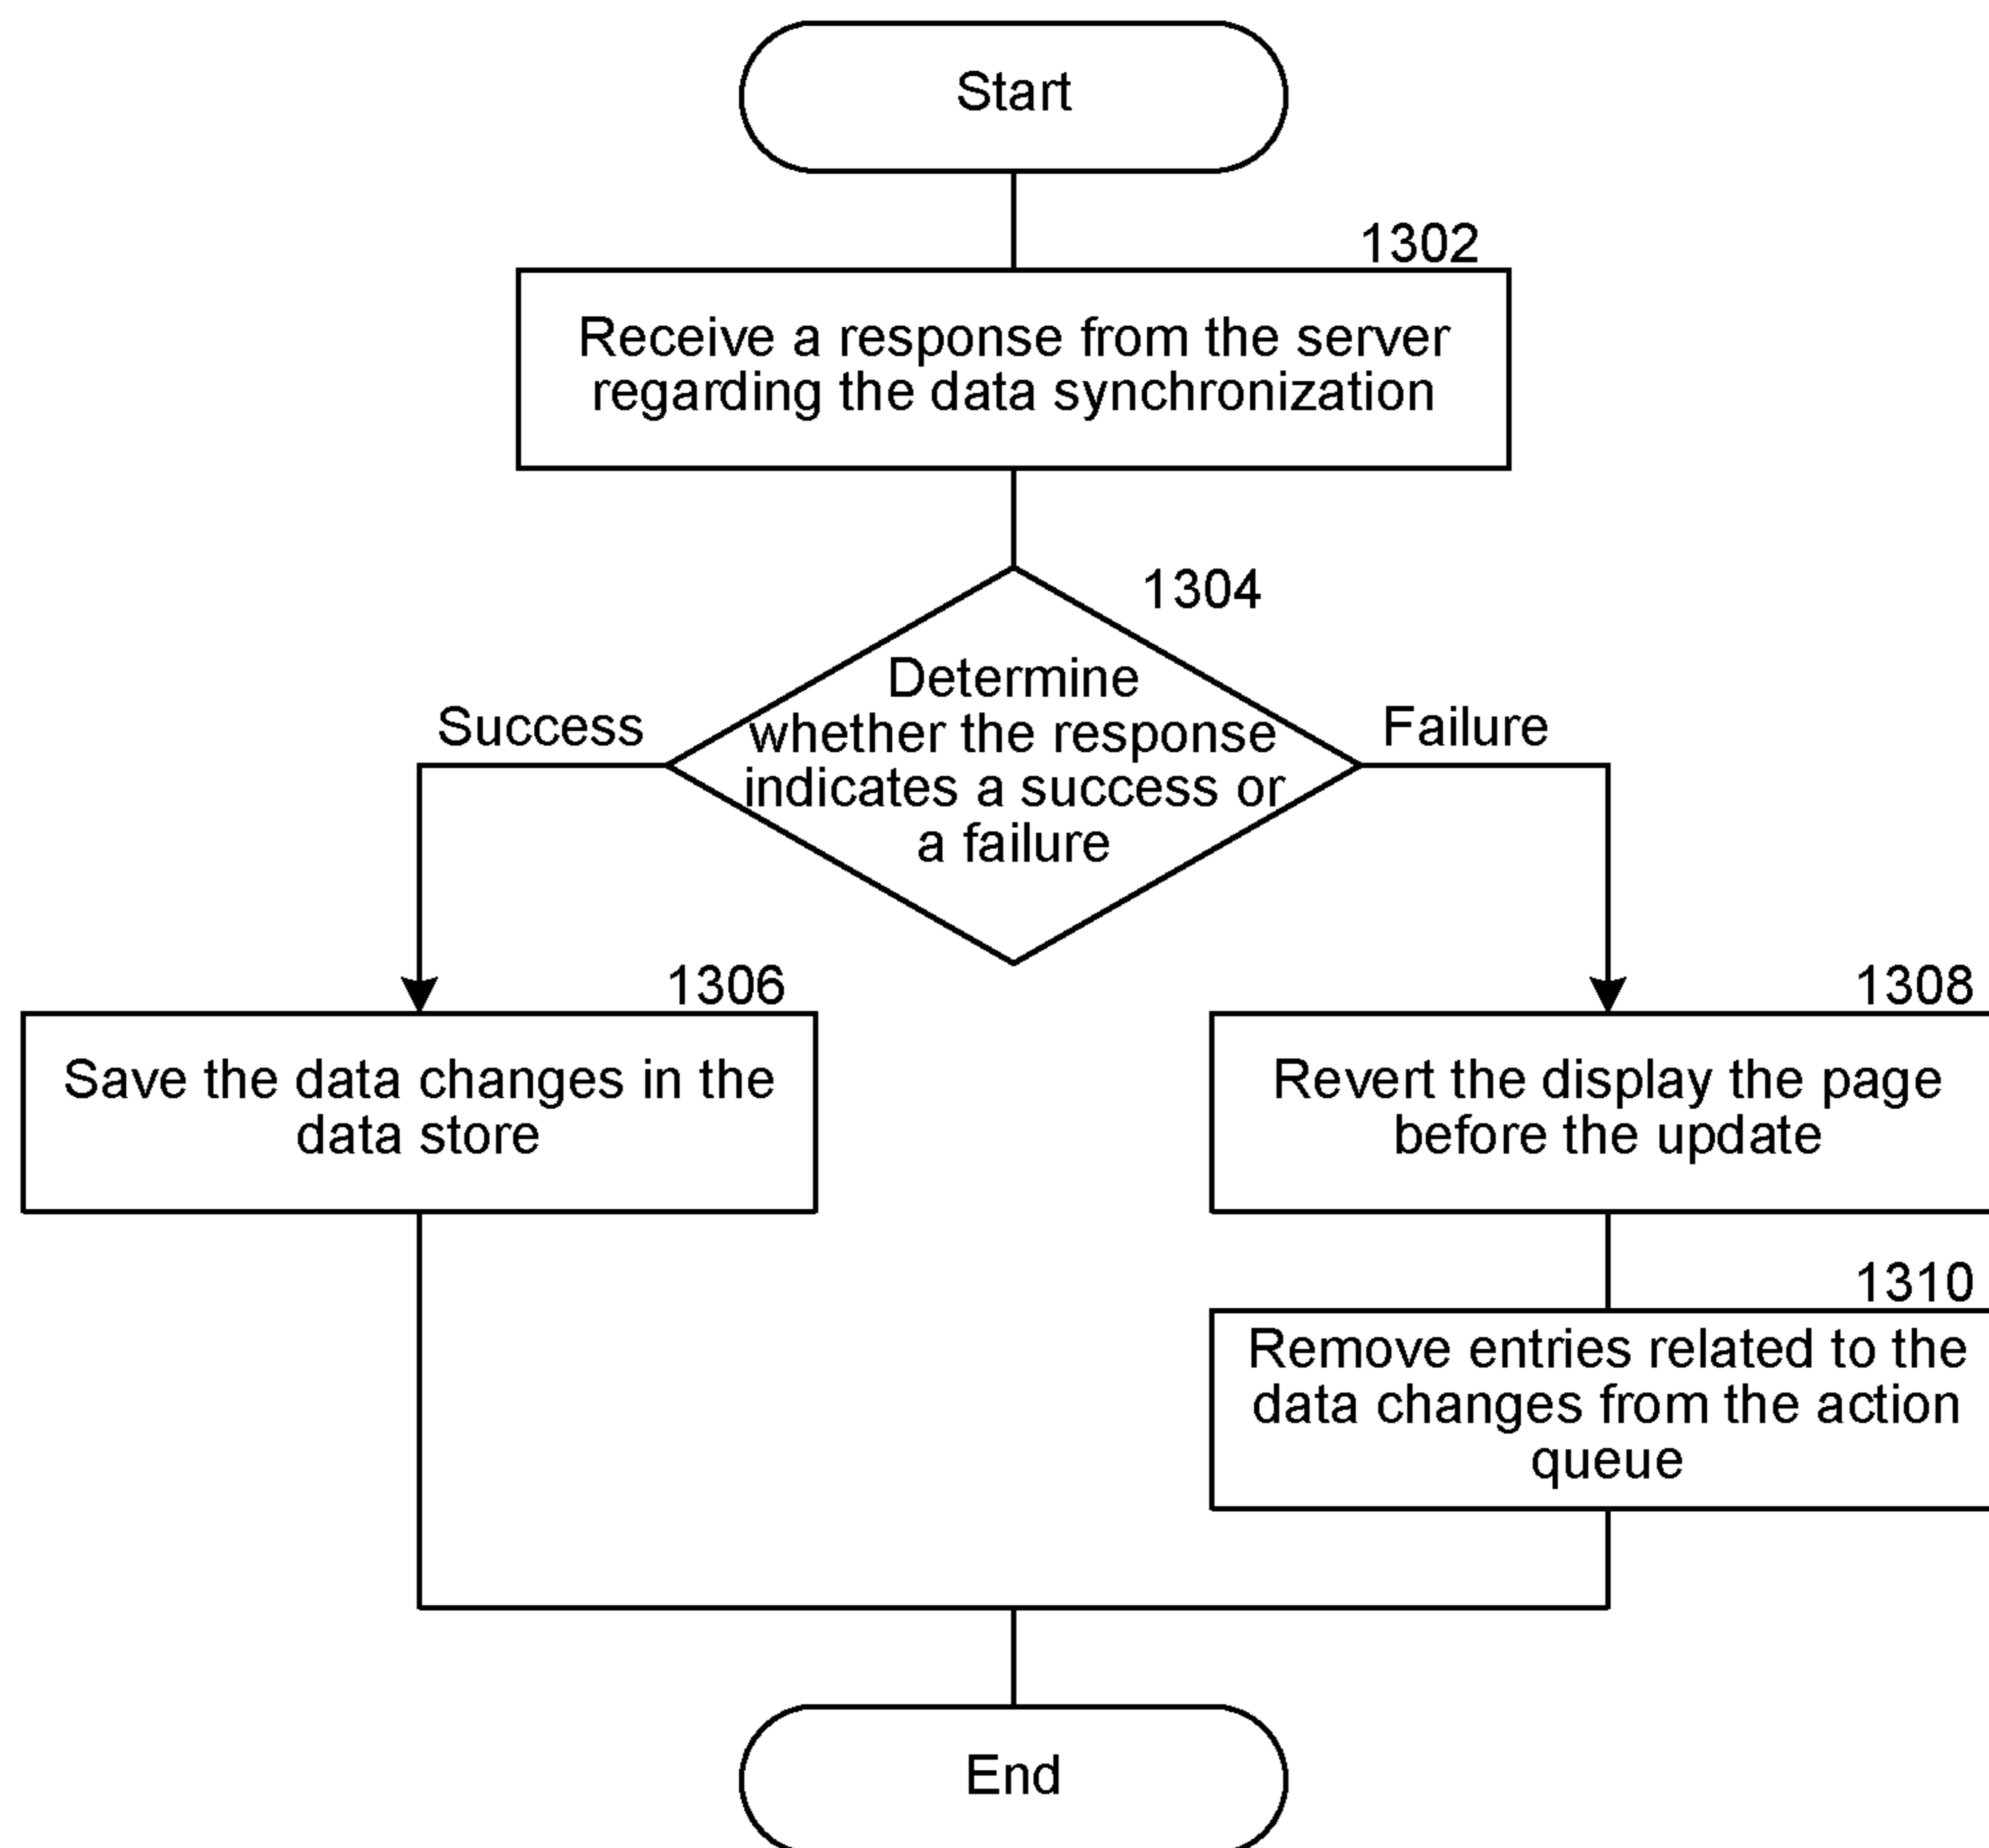 Start
1302
Receive a response from the server
regarding the data synchronization
1304
Determine
whether the response
indicates a success or
a failure
Success
Failure
1306
Save the data changes in the
data store
1308
Revert the display the page
before the update
1310
Remove entries related to the
data changes from the action
queue
End